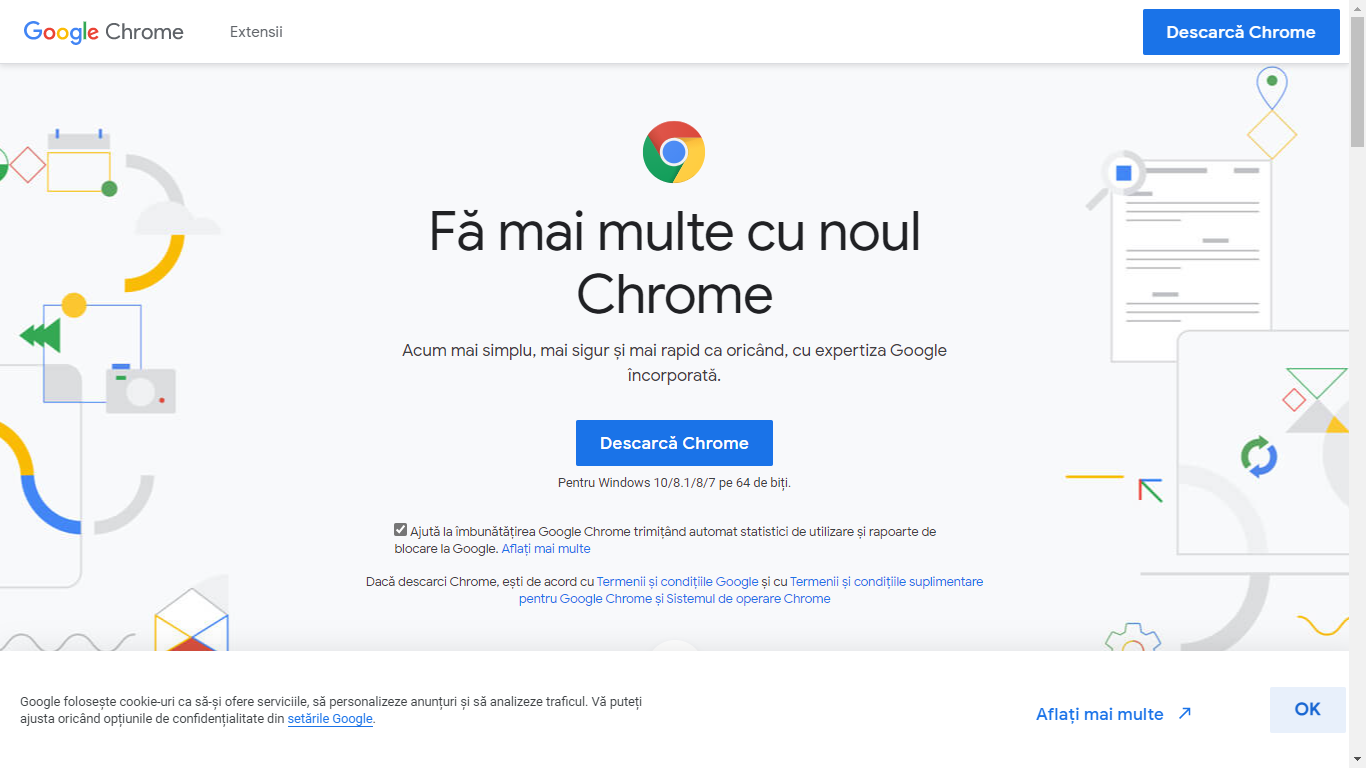 Google Chrome
Extensii
Descarcă Chrome
Fă mai multe cu noul
Chrome
Acum mai simplu, mai sigur și mai rapid ca oricând, cu expertiza Google
încorporată.
Descarcă Chrome
Pentru Windows 10/8.1/8/7 pe 64 de biți.
Ajută la îmbunătățirea Google Chrome trimițând automat statistici de utilizare și rapoarte de
blocare la Google. Aflați mai multe
Dacă descarci Chrome, ești de acord cu Termenii și condițiile Google și cu Termenii și condițiile suplimentare
pentru Google Chrome și Sistemul de operare Chrome
Google folosește cookie-uri ca să-și ofere serviciile, să personalizeze anunțuri și să analizeze traficul. Vă puteți
ajusta oricând opțiunile de confidențialitate din setările Google.
Aflați mai multe
OK